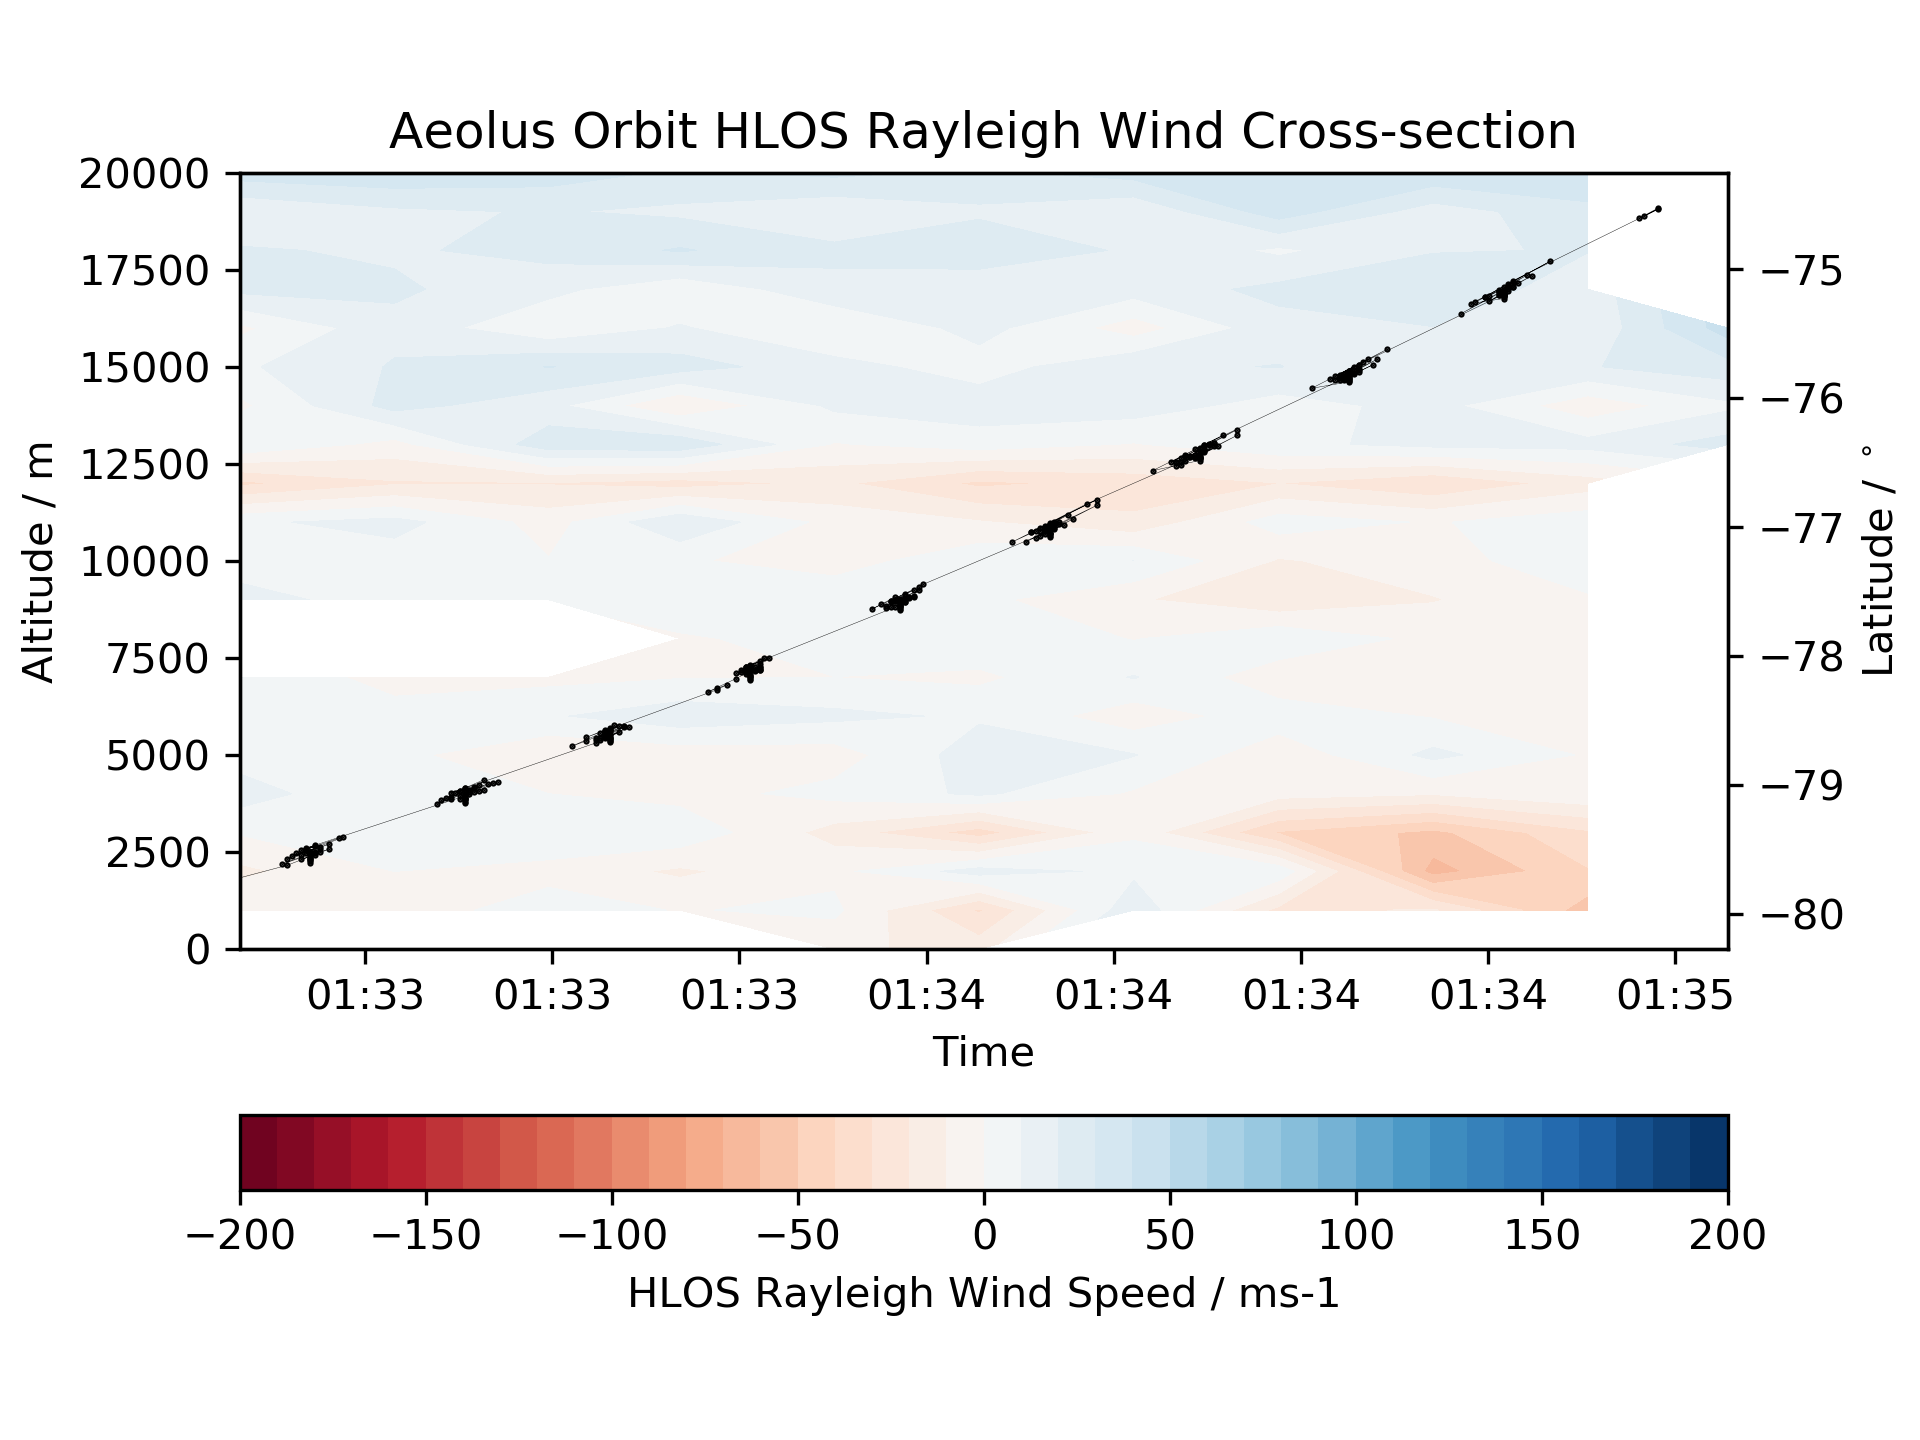 Aeolus Orbit HLOS Rayleigh Wind Cross-section
20000
17500
15000
12500
10000
7500
5000
2500
0
Altitude / m
−75
−76
−77
−78
−79
−80
Latitude / °
01:33 01:33 01:33 01:34 01:34 01:34 01:34 01:35
Time
−200 −150 −100 −50 0 50 100 150 200
HLOS Rayleigh Wind Speed / ms-1